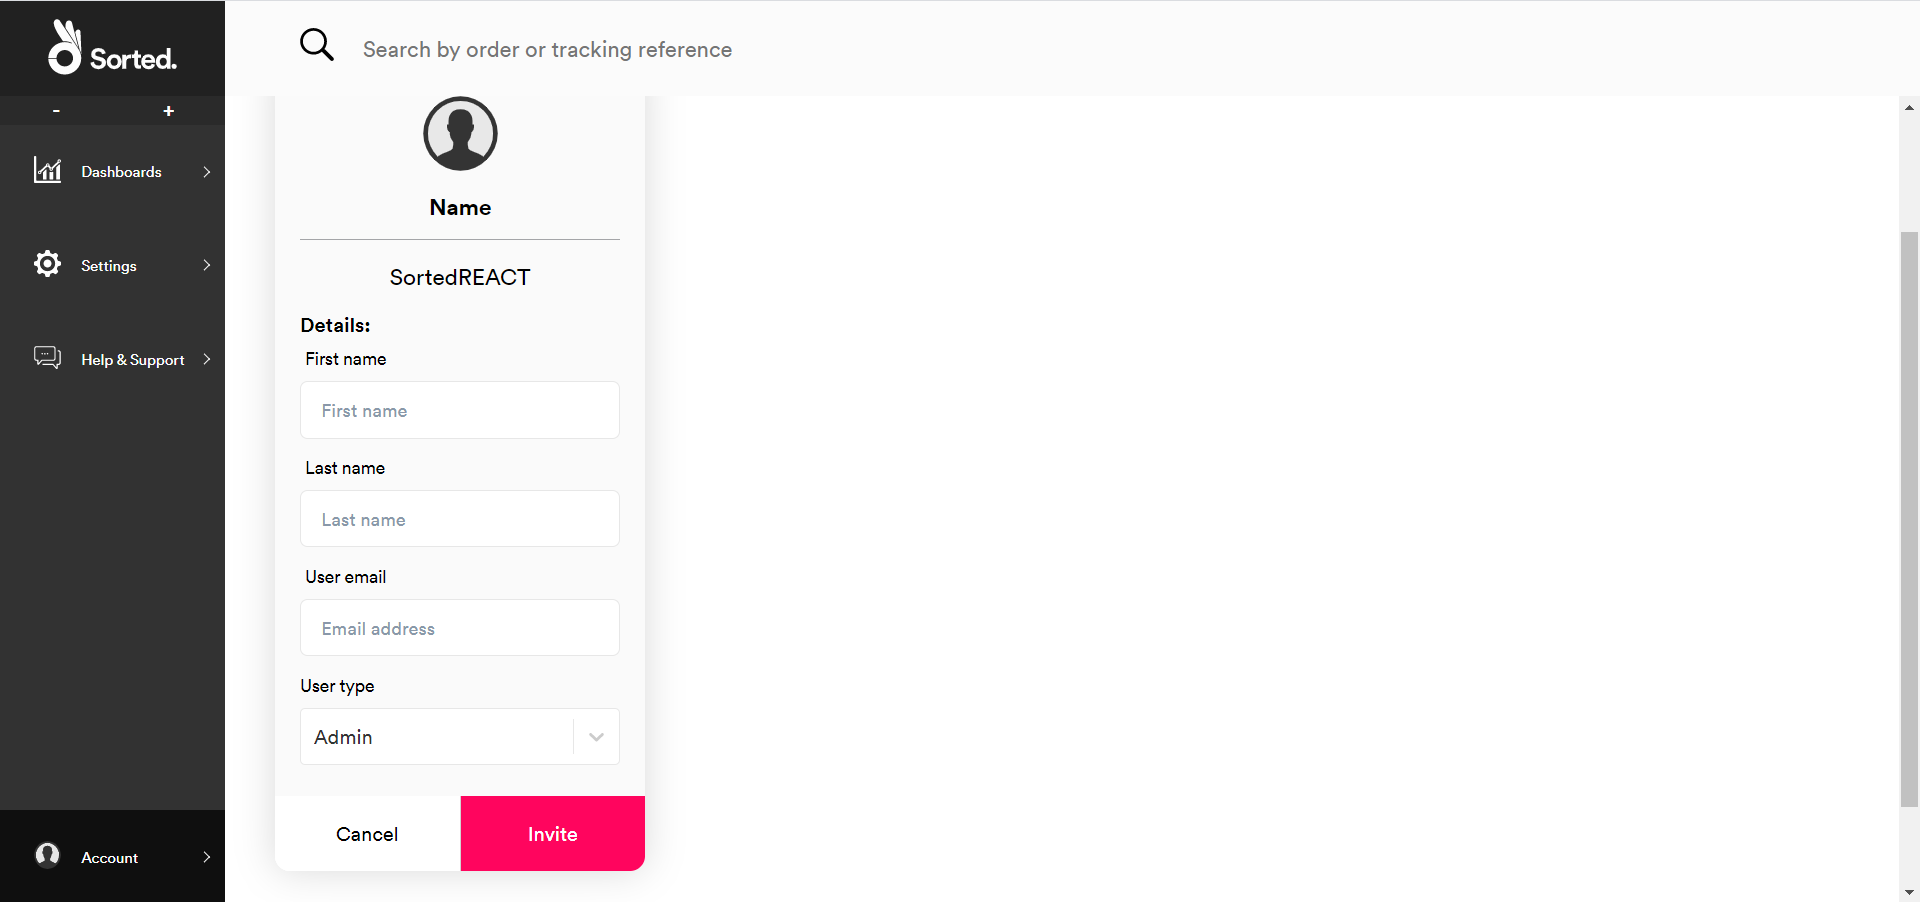 Sorted.
- +
Dashboards
Settings
Help & Support
Account
Search by order or tracking reference
Name
SortedREACT
Details:
First name
First name
Last name
Last name
User email
Email address
User type
Admin
Cancel Invite